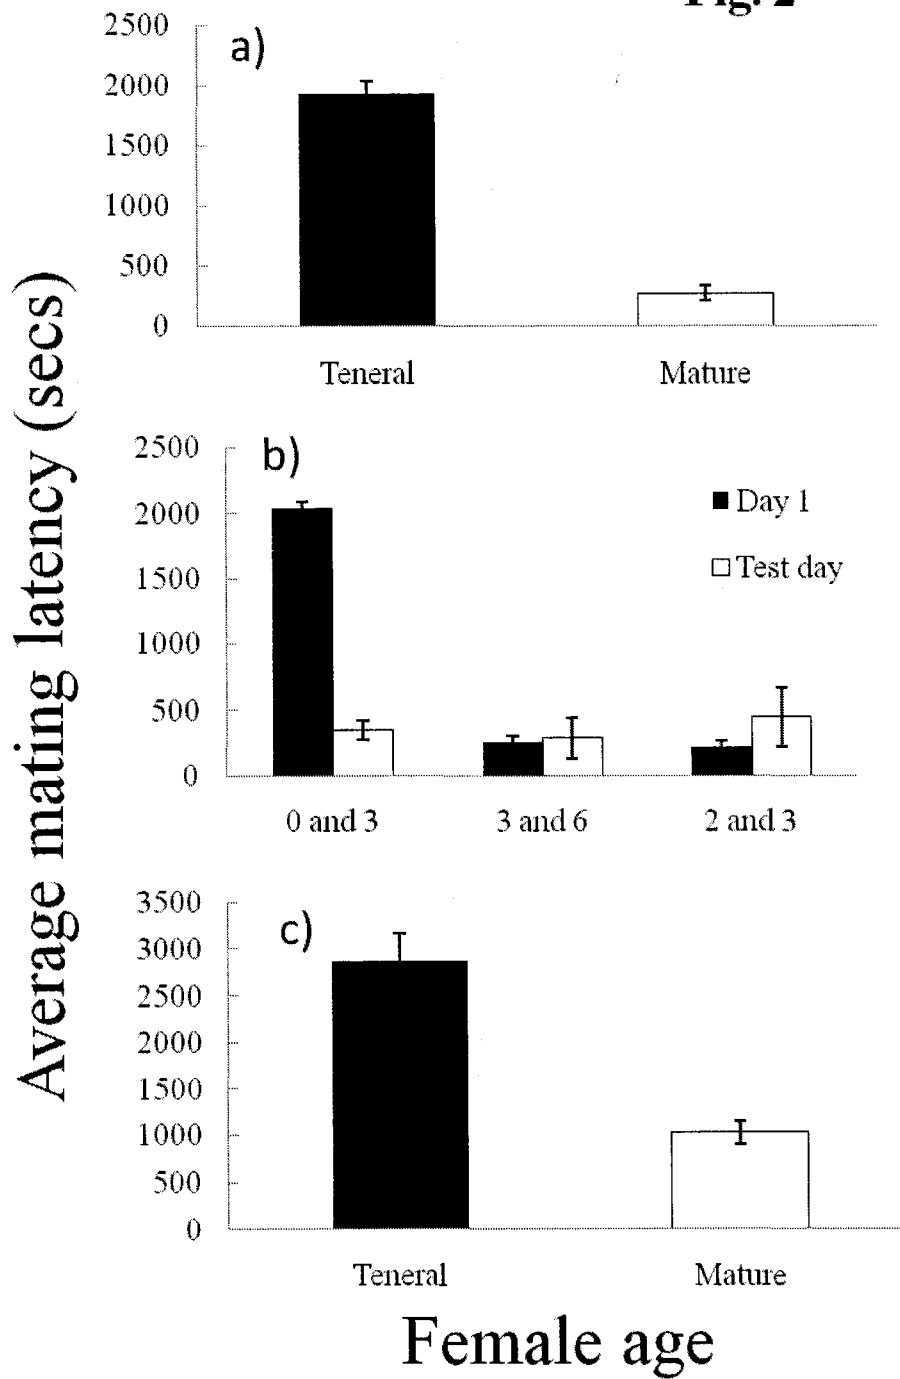 Fig. 2
a)
2500
2000
1500
1000
500
0
Teneral Mature
b)
2500
2000
1500
1000
500
0
Day 1
Test day
0 and 3 3 and 6 2 and 3
c)
3500
3000
2500
2000
1500
1000
500
0
Teneral Mature
Average mating latency (secs)
Female age